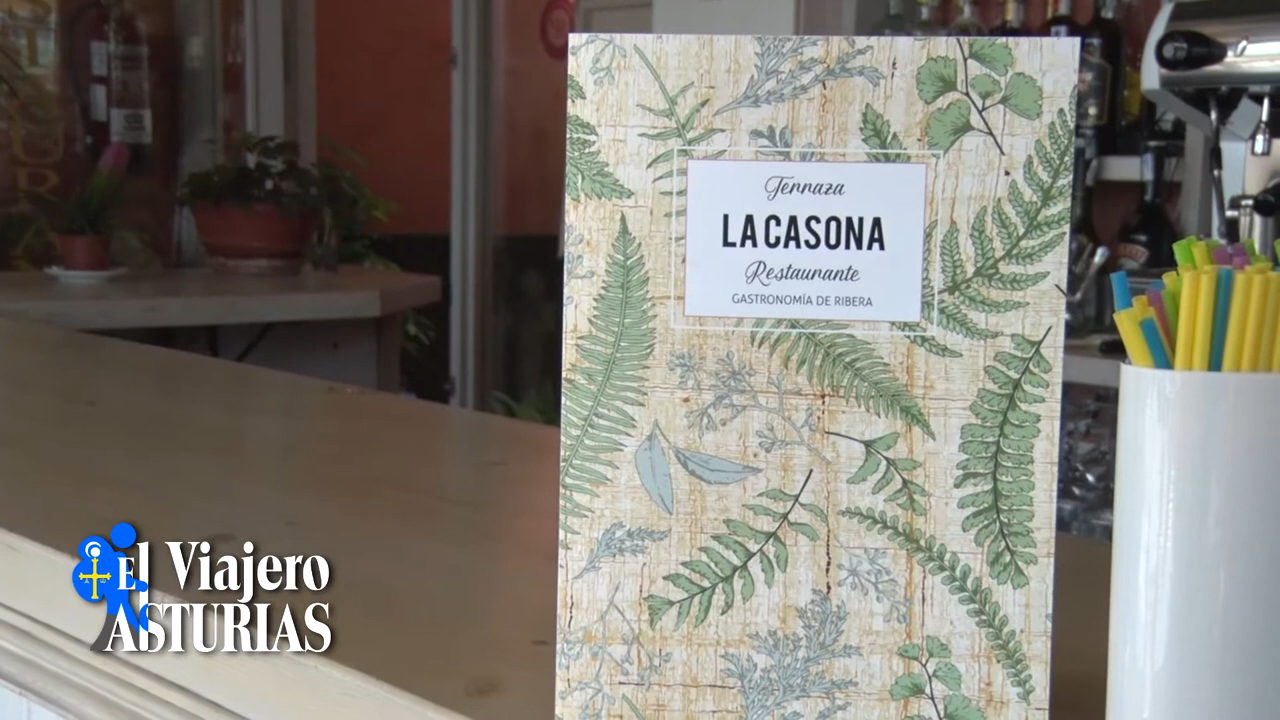 Terraza
LA CASONA
Restaurante
GASTRONOMÍA DE RIBERA
El Viajero
ASTURIAS